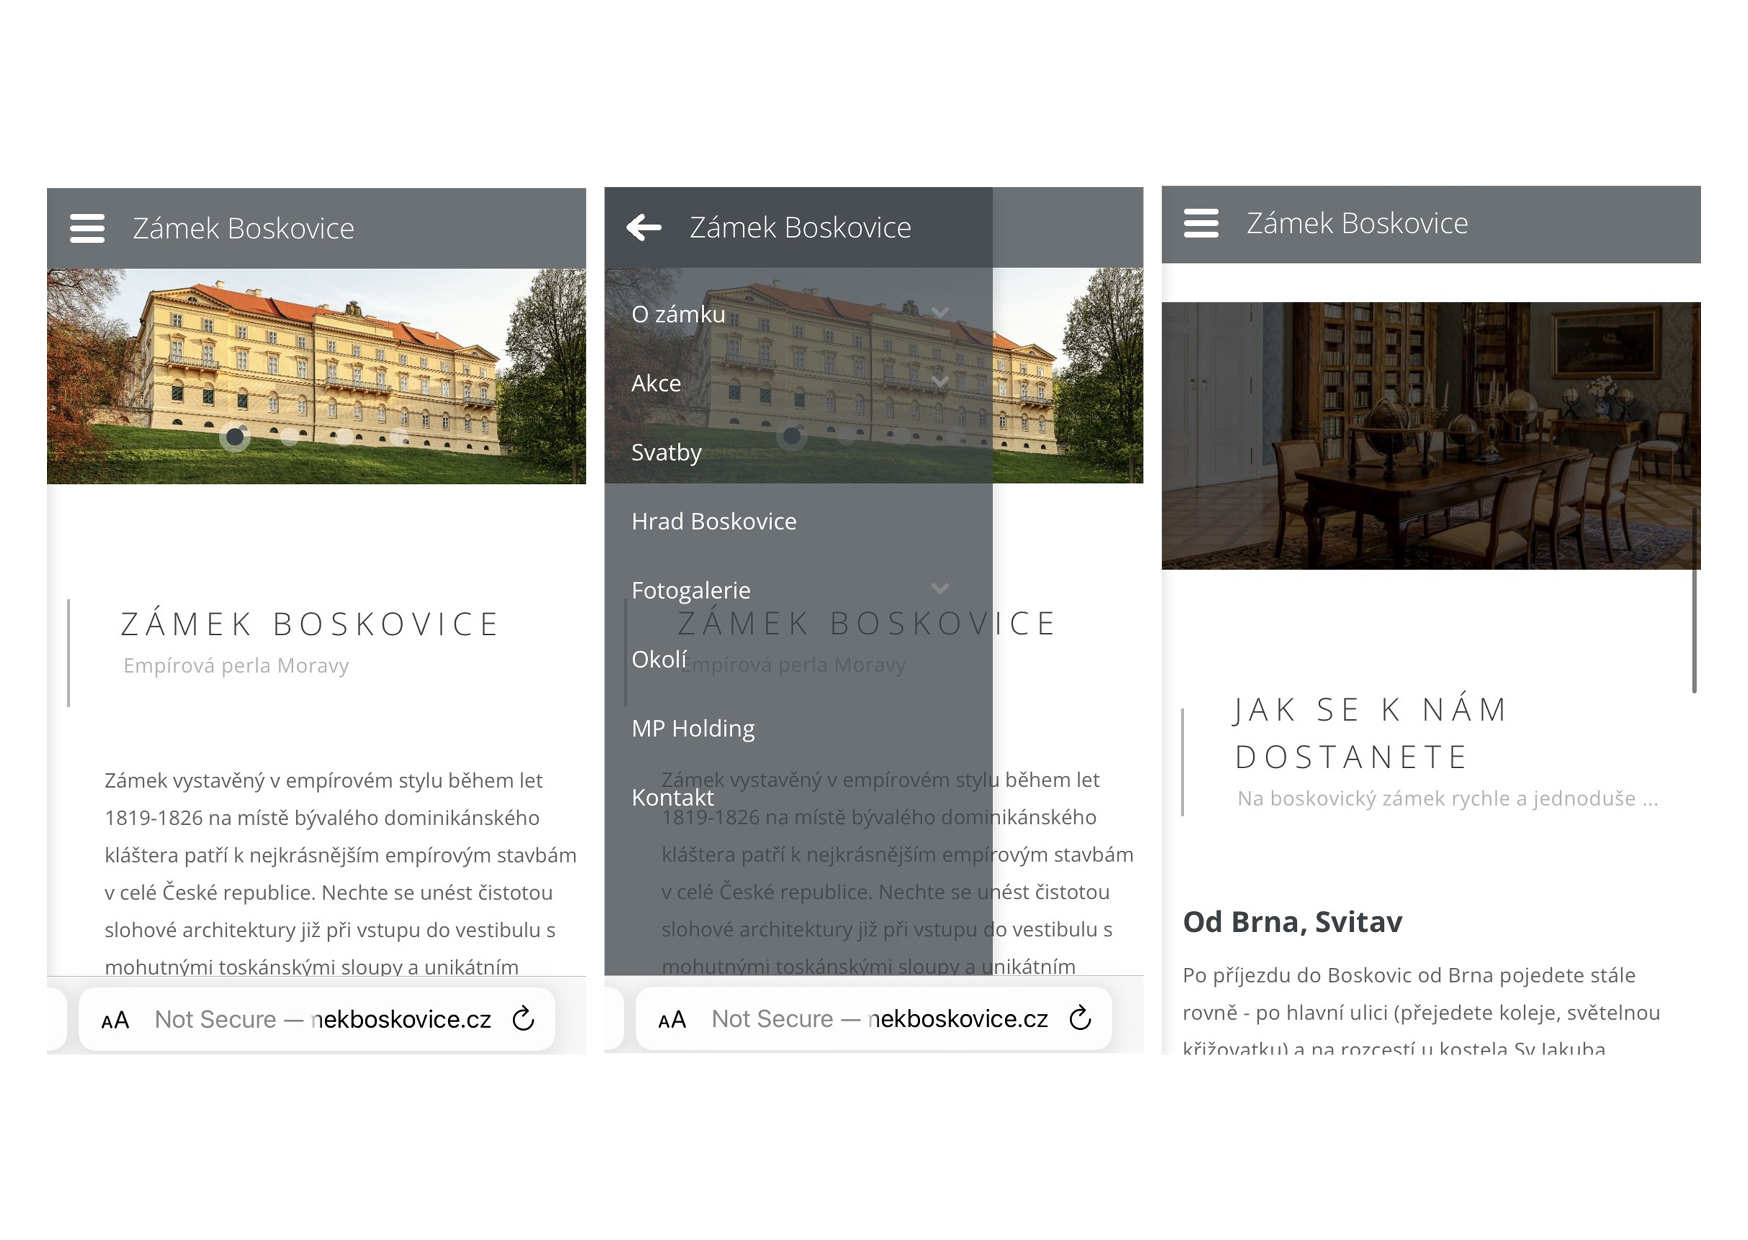 Zámek Boskovice
ZÁMEK BOSKOVICE
Empírová perla Moravy
Zámek vystavěný v empírovém stylu během let
1819-1826 na místě bývalého dominikánského
kláštera patří k nejkrásnějším empírovým stavbám
v celé České republice. Nechte se unést čistotou
slohové architektury již při vstupu do vestibulu s
mohutnými toskánskými sloupy a unikátním
AA Not Secure — nekboskovice.cz
Zámek Boskovice
O zámku
Akce
Svatby
Hrad Boskovice
Fotogalerie
ZÁMEK BOSKOVICE
Okolí
Empírová perla Moravy
MP Holding
Zámek vystavěný v empírovém stylu během let
Kontakt
1819-1826 na místě bývalého dominikánského
kláštera patří k nejkrásnějším empírovým stavbám
v celé České republice. Nechte se unést čistotou
slohové architektury již při vstupu do vestibulu s
mohutnými toskánskými sloupy a unikátním
AA Not Secure — nekboskovice.cz
Zámek Boskovice
JAK SE K NÁM
DOSTANETE
Na boskovický zámek rychle a jednoduše ...
Od Brna, Svitav
Po příjezdu do Boskovic od Brna pojedete stále
rovně - po hlavní ulici (přejedete koleje, světelnou
křižovatku) a na rozcestí u kostela Sv Jakuba